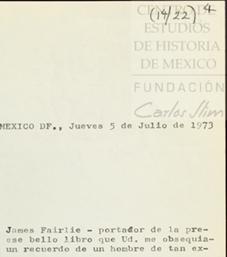 (14/22) 4
CENTRO DE
ESTUDIOS
DE HISTORIA
DE MEXICO
FUNDACIÓN
Carlos Slim
MEXICO DF., Jueves 5 de Julio de 1973
James Fairlie - portador de la pre-
ese bello libro que Ud. me obsequia-
un recuerdo de un hombre de tan ex-